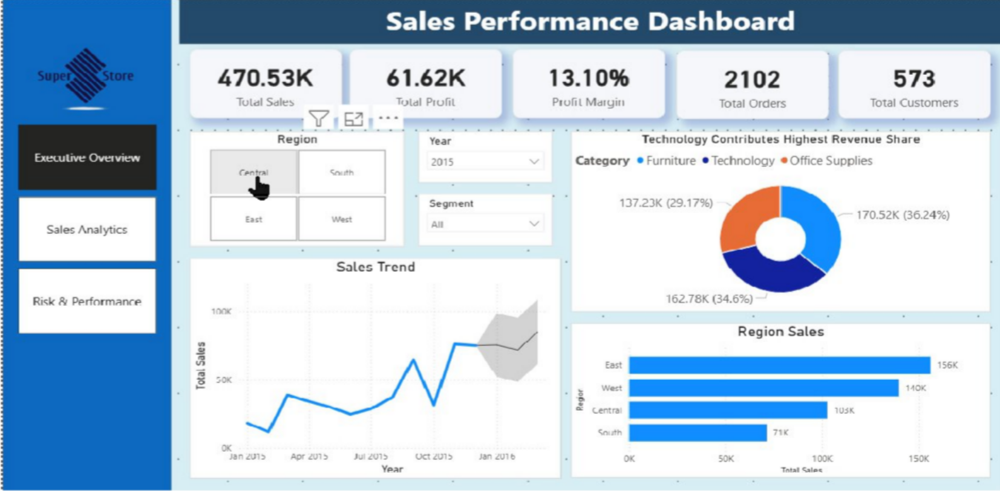 Sales Performance Dashboard
Super Store
Executive Overview
Sales Analytics
Risk & Performance
470.53K
Total Sales
61.62K
Total Profit
13.10%
Profit Margin
2102
Total Orders
573
Total Customers
Region
Central
South
East
West
Year
2015
Segment
All
Technology Contributes Highest Revenue Share
Category Furniture Technology Office Supplies
137.23K (29.17%)
170.52K (36.24%)
162.78K (34.6%)
Sales Trend
Total Sales
100K
50K
0K
Jan 2015 Apr 2015 Jul 2015 Oct 2015 Jan 2016
Year
Region Sales
Region
East 156K
West 140K
Central 103K
South 71K
0K 50K 100K 150K
Total Sales